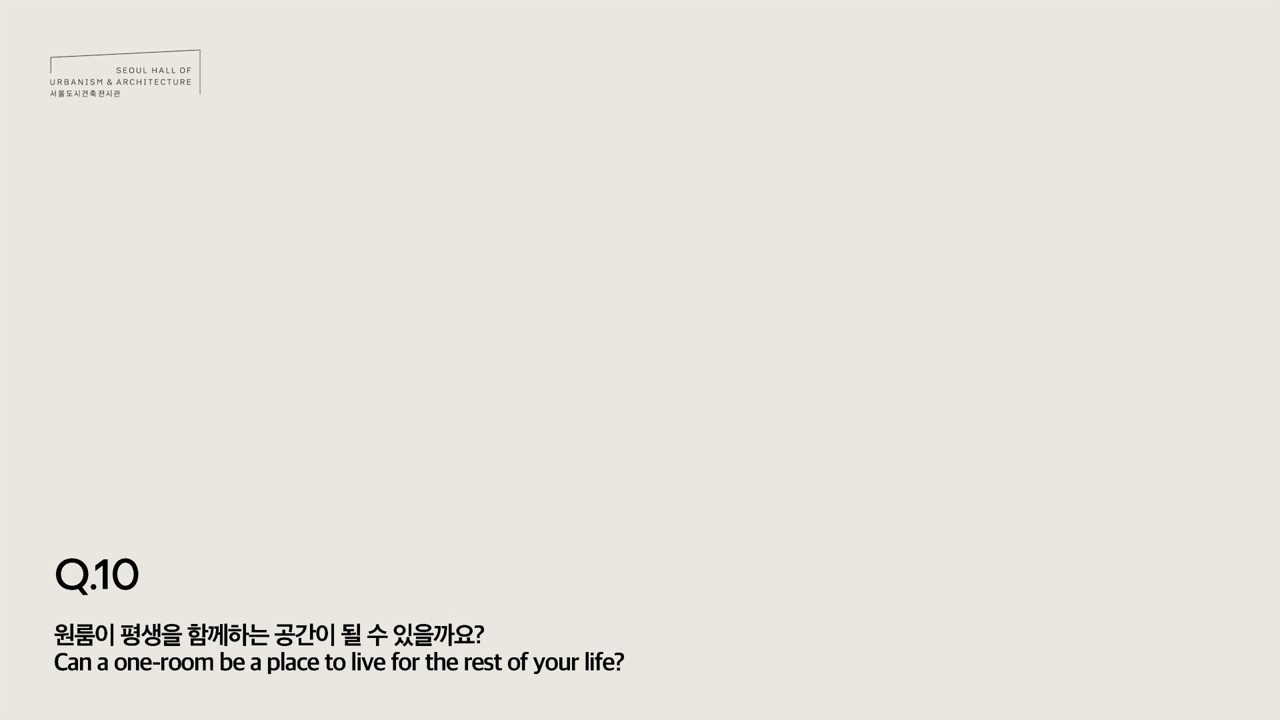 SEOUL HALL OF
URBANISM & ARCHITECTURE
서울도시건축전시관
Q.10
원룸이 평생을 함께하는 공간이 될 수 있을까요?
Can a one-room be a place to live for the rest of your life?